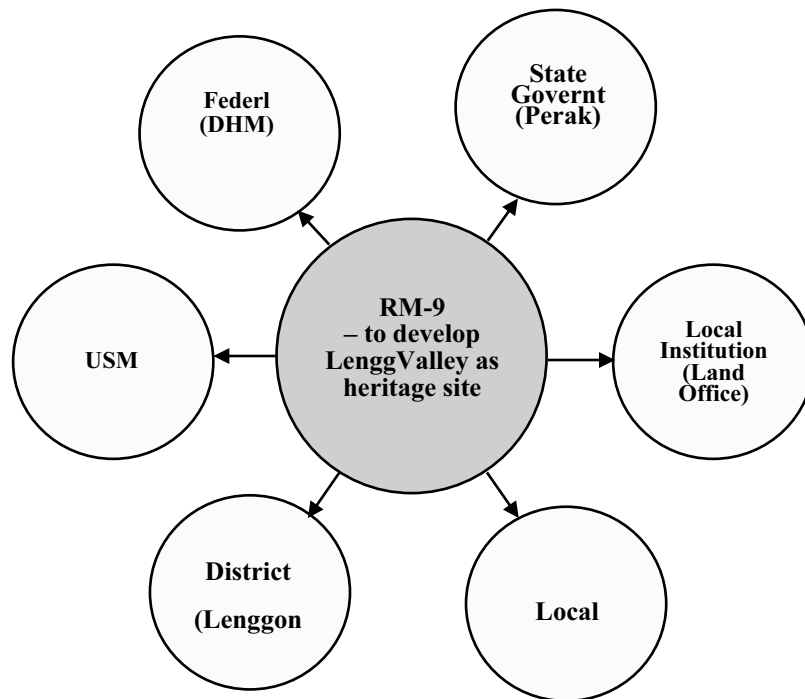 Federl
(DHM)
State
Governt
(Perak)
RM-9
– to develop
LenggValley as
heritage site
USM
Local
Institution
(Land
Office)
District
(Lenggon
Local